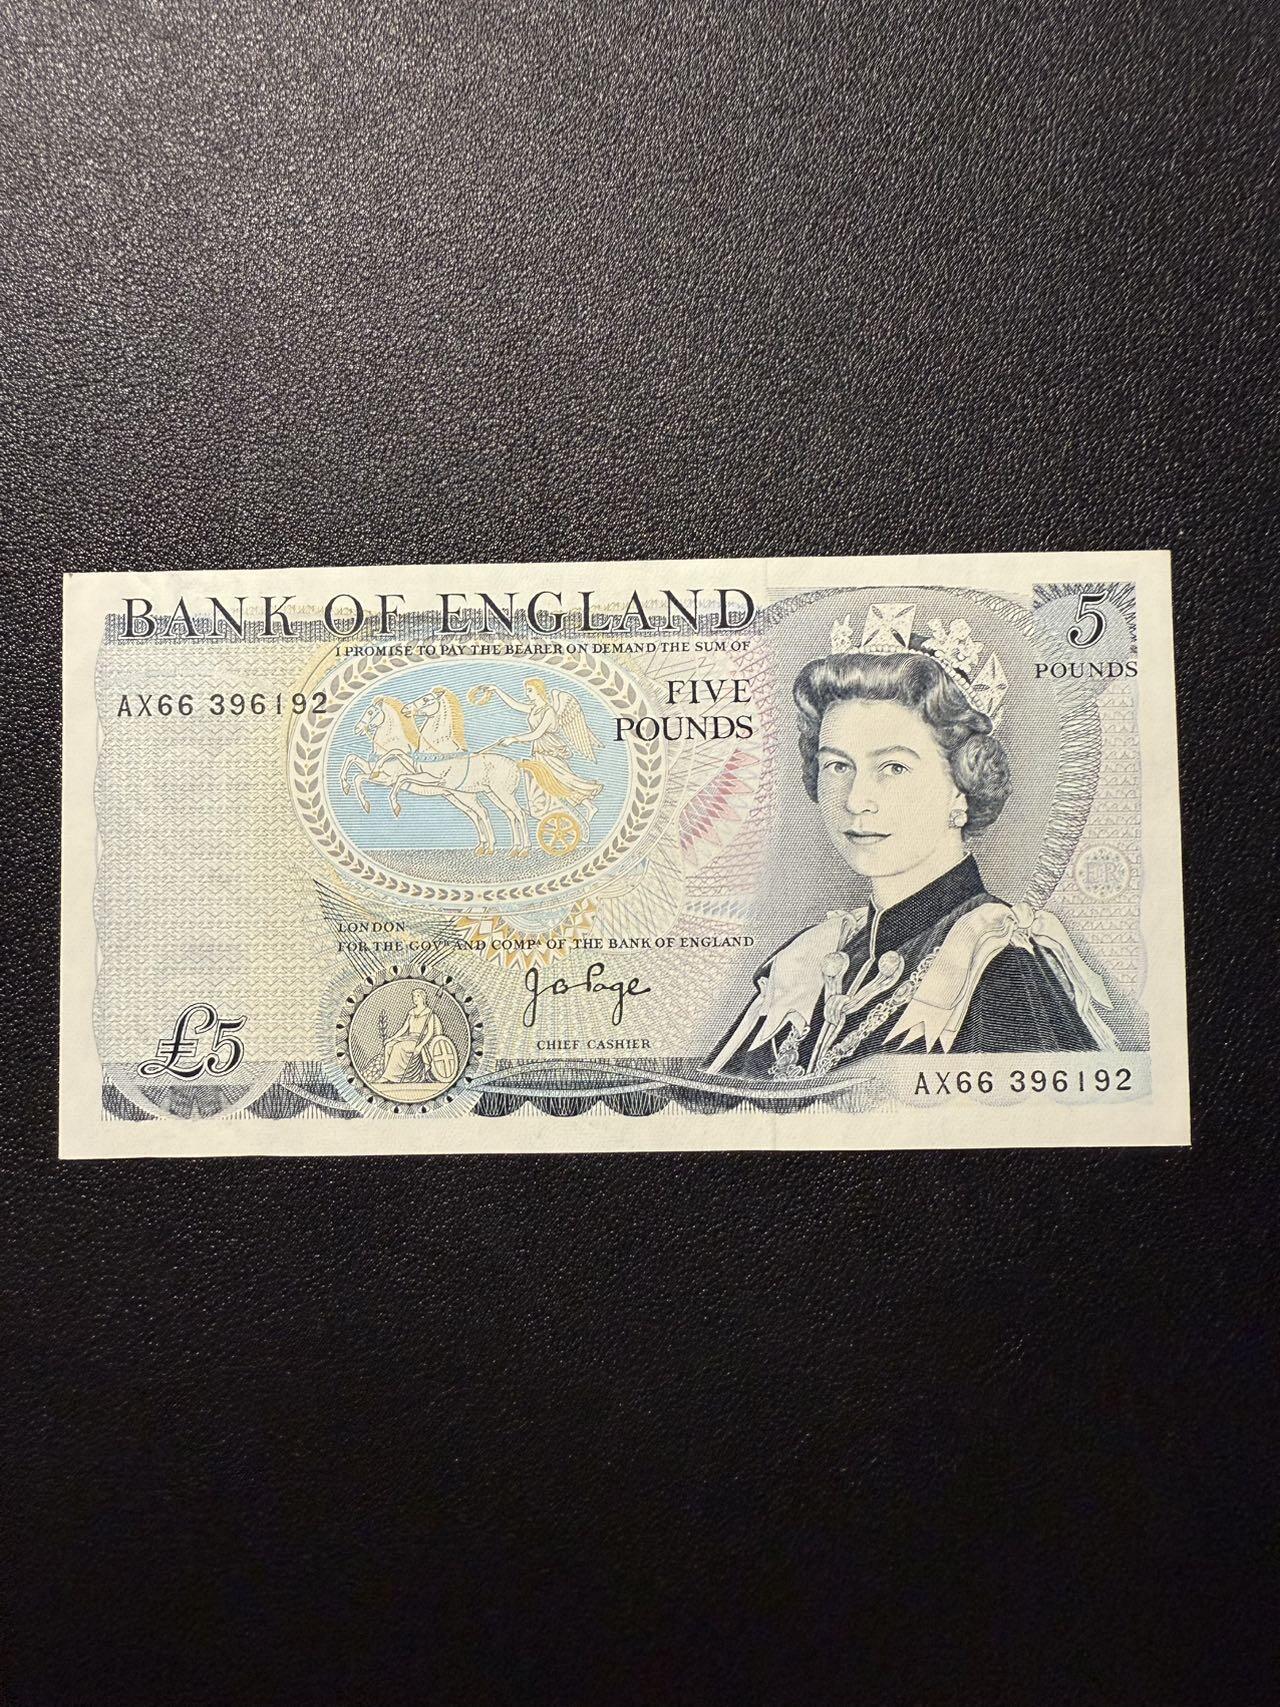 BANK OF ENGLAND
I PROMISE TO PAY THE BEARER ON DEMAND THE SUM OF
5
POUNDS
AX66 396192
FIVE
POUNDS
ER
LONDON
FOR THE GOVR AND COMPA OF THE BANK OF ENGLAND
J B Page
£5
CHIEF CASHIER
AX66 396192